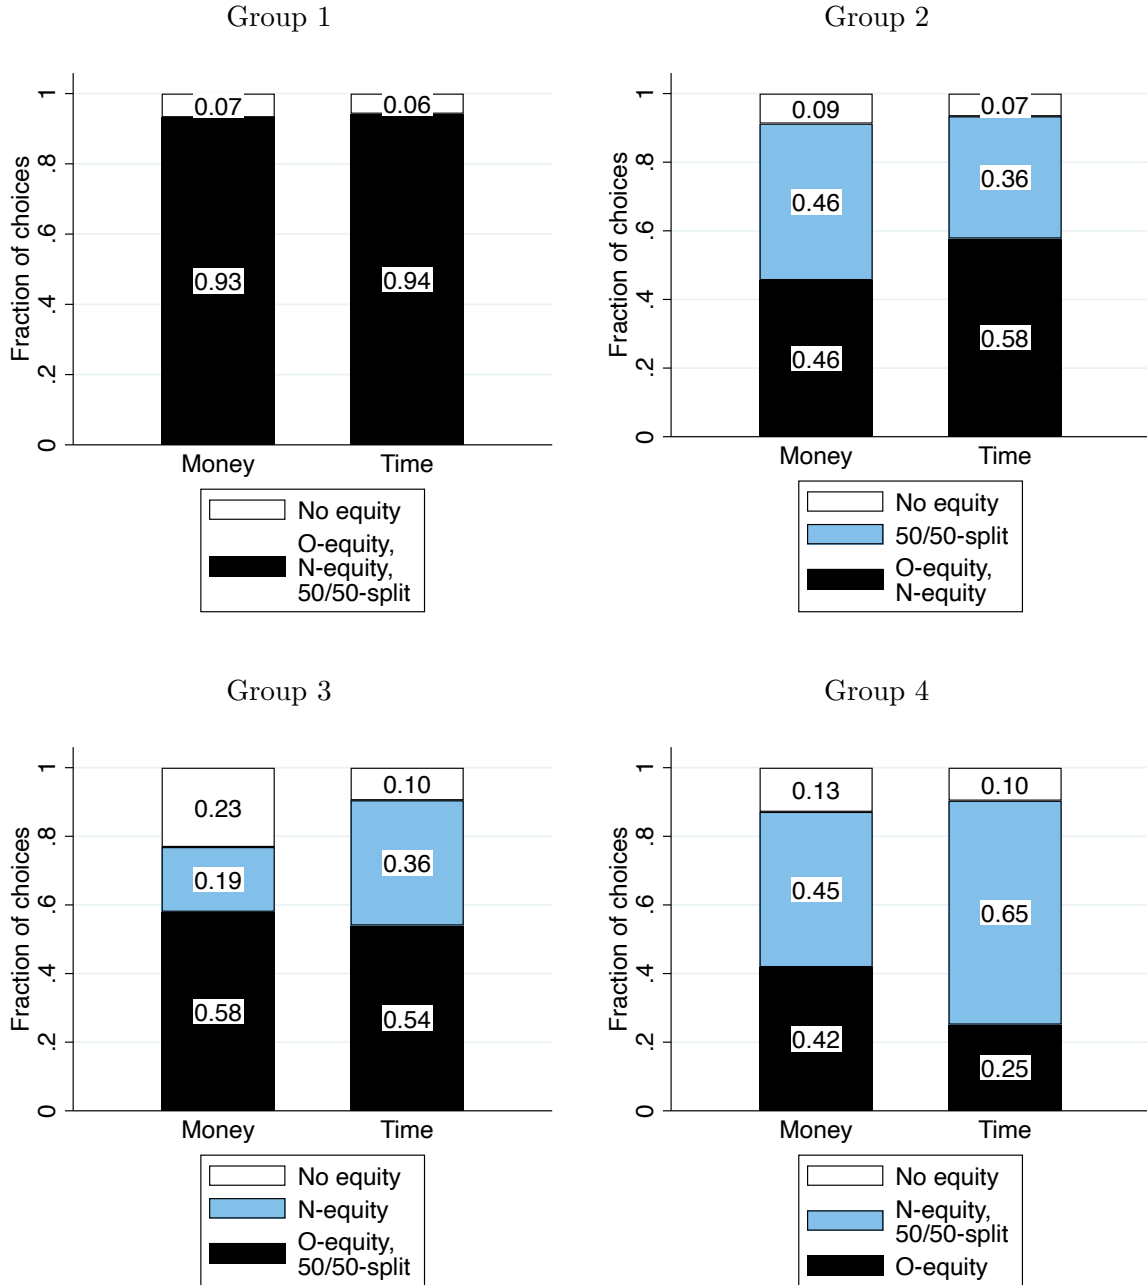 Group 1
Fraction of choices
1
.8
.6
.4
.2
0
0.07
0.06
0.93
0.94
Money
Time
No equity
O-equity,
N-equity,
50/50-split
Group 2
Fraction of choices
1
.8
.6
.4
.2
0
0.09
0.07
0.46
0.36
0.46
0.58
Money
Time
No equity
50/50-split
O-equity,
N-equity
Group 3
Fraction of choices
1
.8
.6
.4
.2
0
0.23
0.10
0.19
0.36
0.58
0.54
Money
Time
No equity
N-equity
O-equity,
50/50-split
Group 4
Fraction of choices
1
.8
.6
.4
.2
0
0.13
0.10
0.45
0.65
0.42
0.25
Money
Time
No equity
N-equity,
50/50-split
O-equity